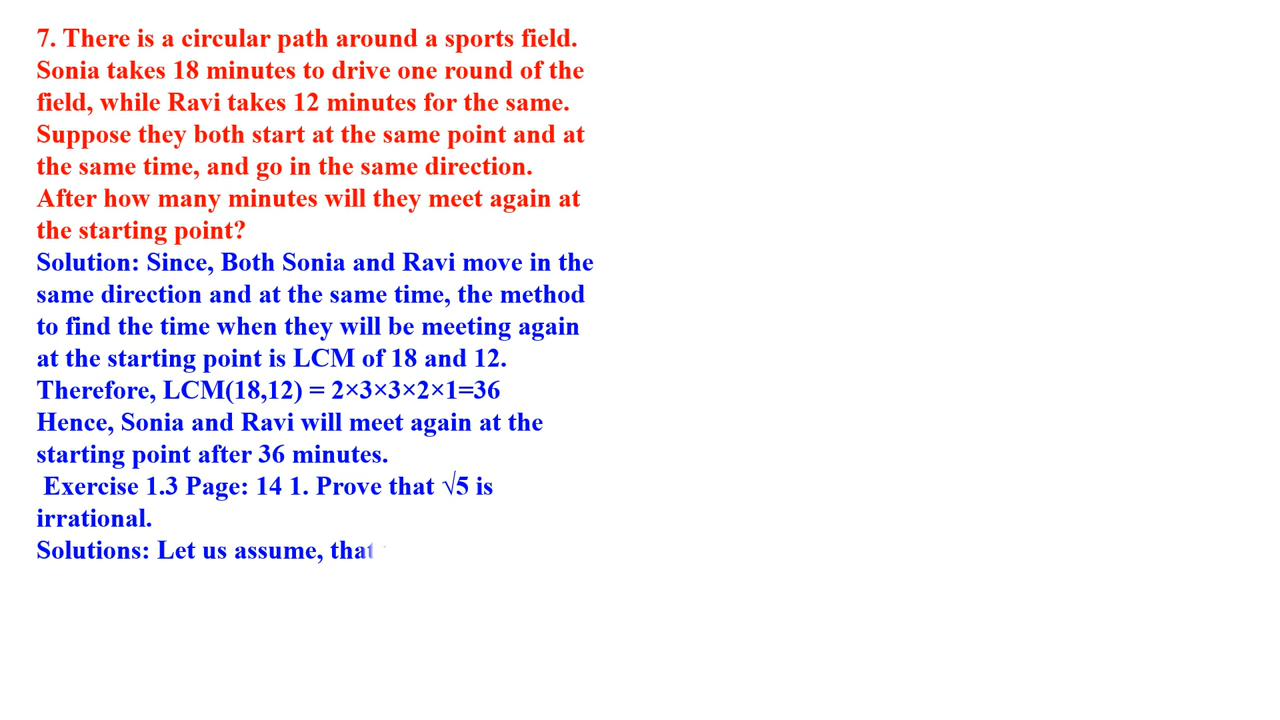 7. There is a circular path around a sports field.
Sonia takes 18 minutes to drive one round of the
field, while Ravi takes 12 minutes for the same.
Suppose they both start at the same point and at
the same time, and go in the same direction.
After how many minutes will they meet again at
the starting point?
Solution: Since, Both Sonia and Ravi move in the
same direction and at the same time, the method
to find the time when they will be meeting again
at the starting point is LCM of 18 and 12.
Therefore, LCM(18,12) = 2×3×3×2×1=36
Hence, Sonia and Ravi will meet again at the
starting point after 36 minutes.
Exercise 1.3 Page: 14 1. Prove that √5 is
irrational.
Solutions: Let us assume, that